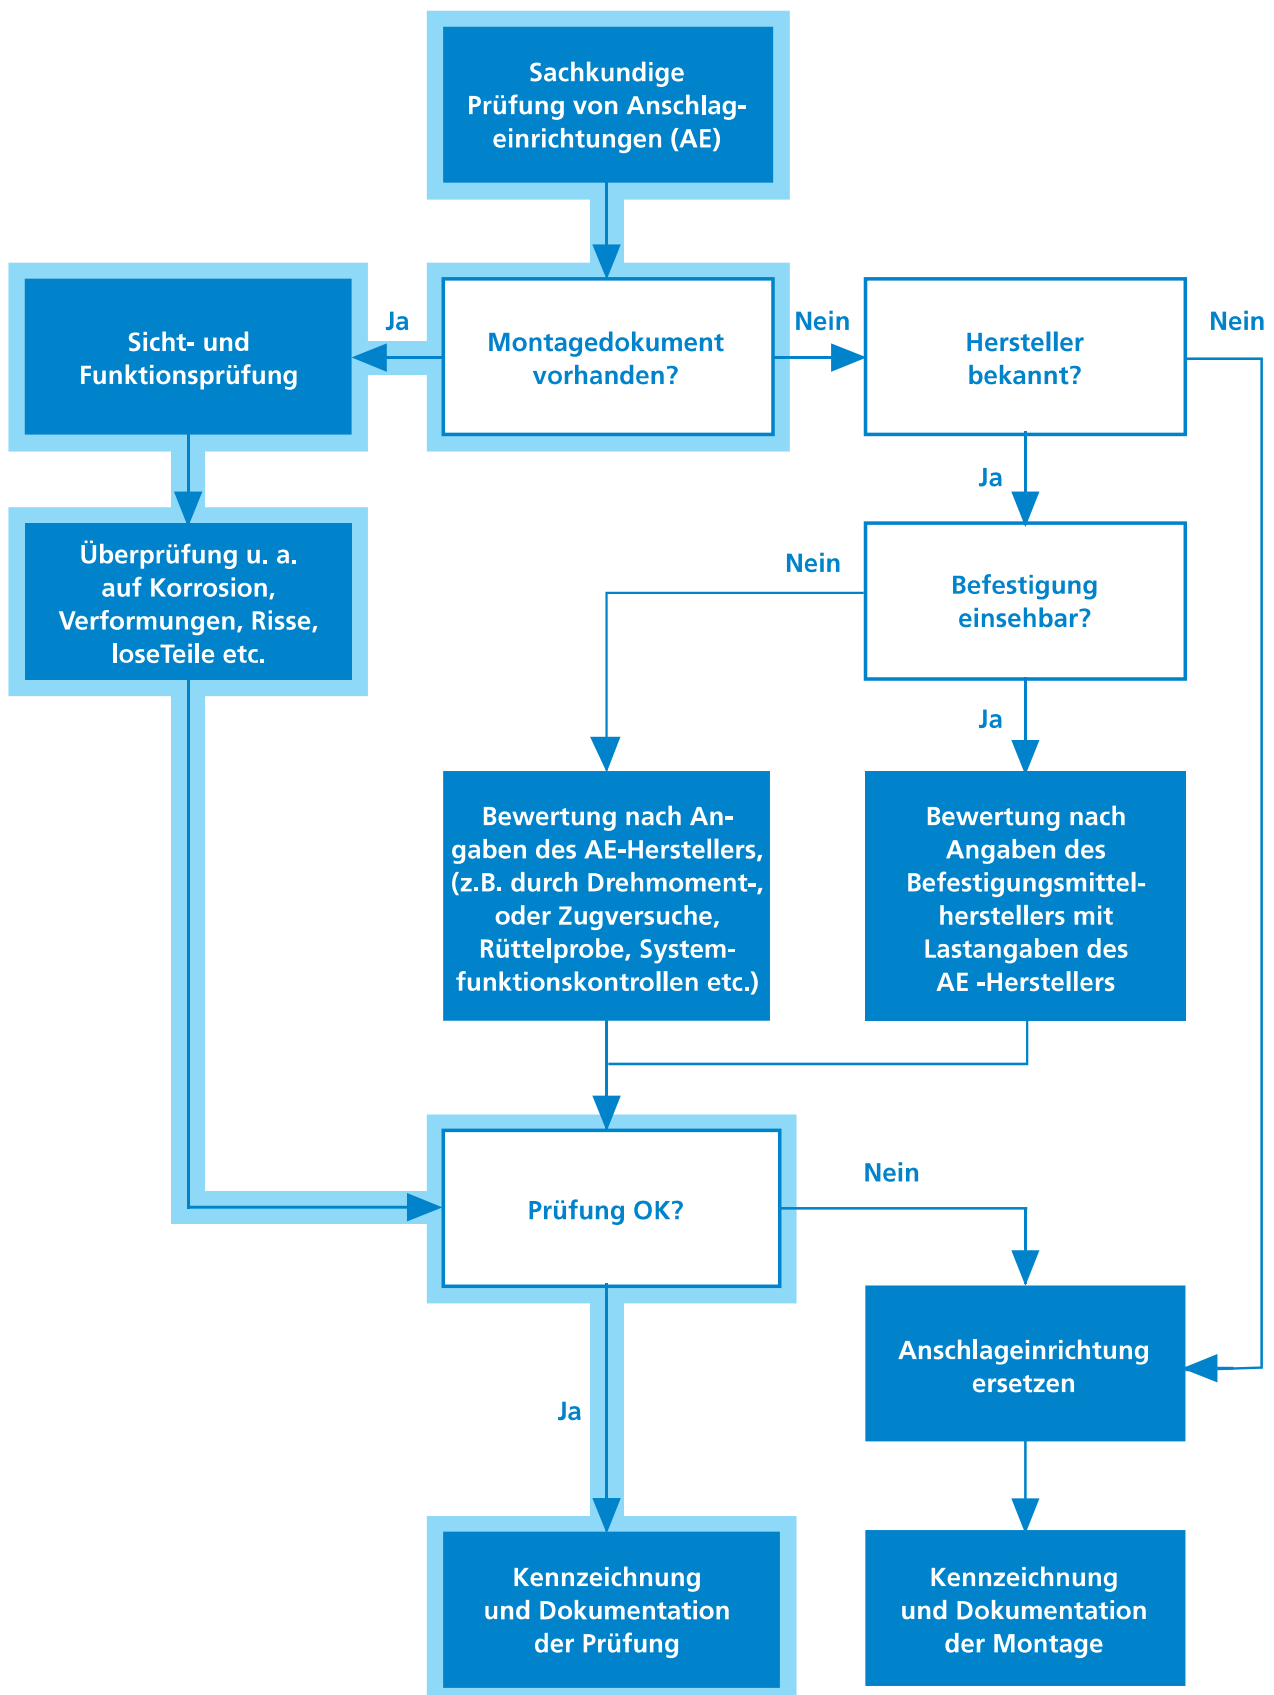 Sachkundige
Prüfung von Anschlag-
einrichtungen (AE)
Sicht- und
Funktionsprüfung
Ja
Montagedokument
vorhanden?
Nein
Hersteller
bekannt?
Nein
Ja
Überprüfung u. a.
auf Korrosion,
Verformungen, Risse,
loseTeile etc.
Nein
Befestigung
einsehbar?
Ja
Bewertung nach An-
gaben des AE-Herstellers,
(z.B. durch Drehmoment-,
oder Zugversuche,
Rüttelprobe, System-
funktionskontrollen etc.)
Bewertung nach
Angaben des
Befestigungsmittel-
herstellers mit
Lastangaben des
AE -Herstellers
Prüfung OK?
Nein
Anschlageinrichtung
ersetzen
Ja
Kennzeichnung
und Dokumentation
der Prüfung
Kennzeichnung
und Dokumentation
der Montage